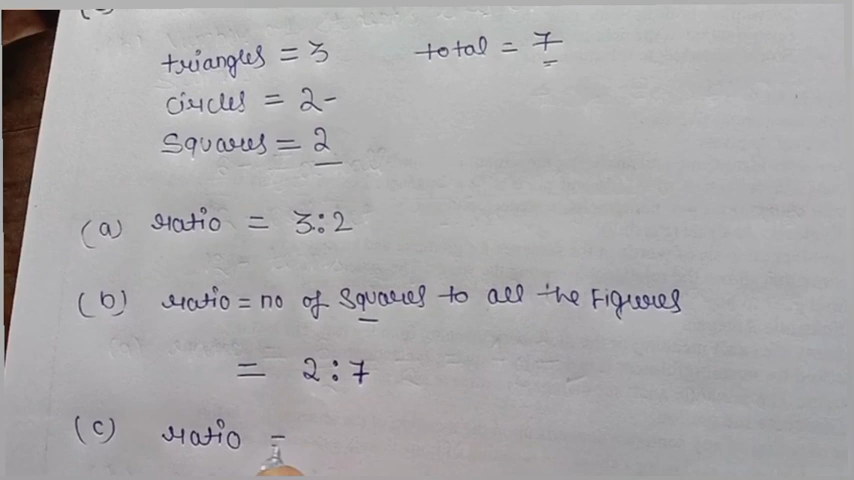 triangles = 3 total = 7
circles = 2
Squares = 2
(a) ratio = 3:2
(b) ratio = no of squares to all the Figures
= 2:7
(c) ratio =